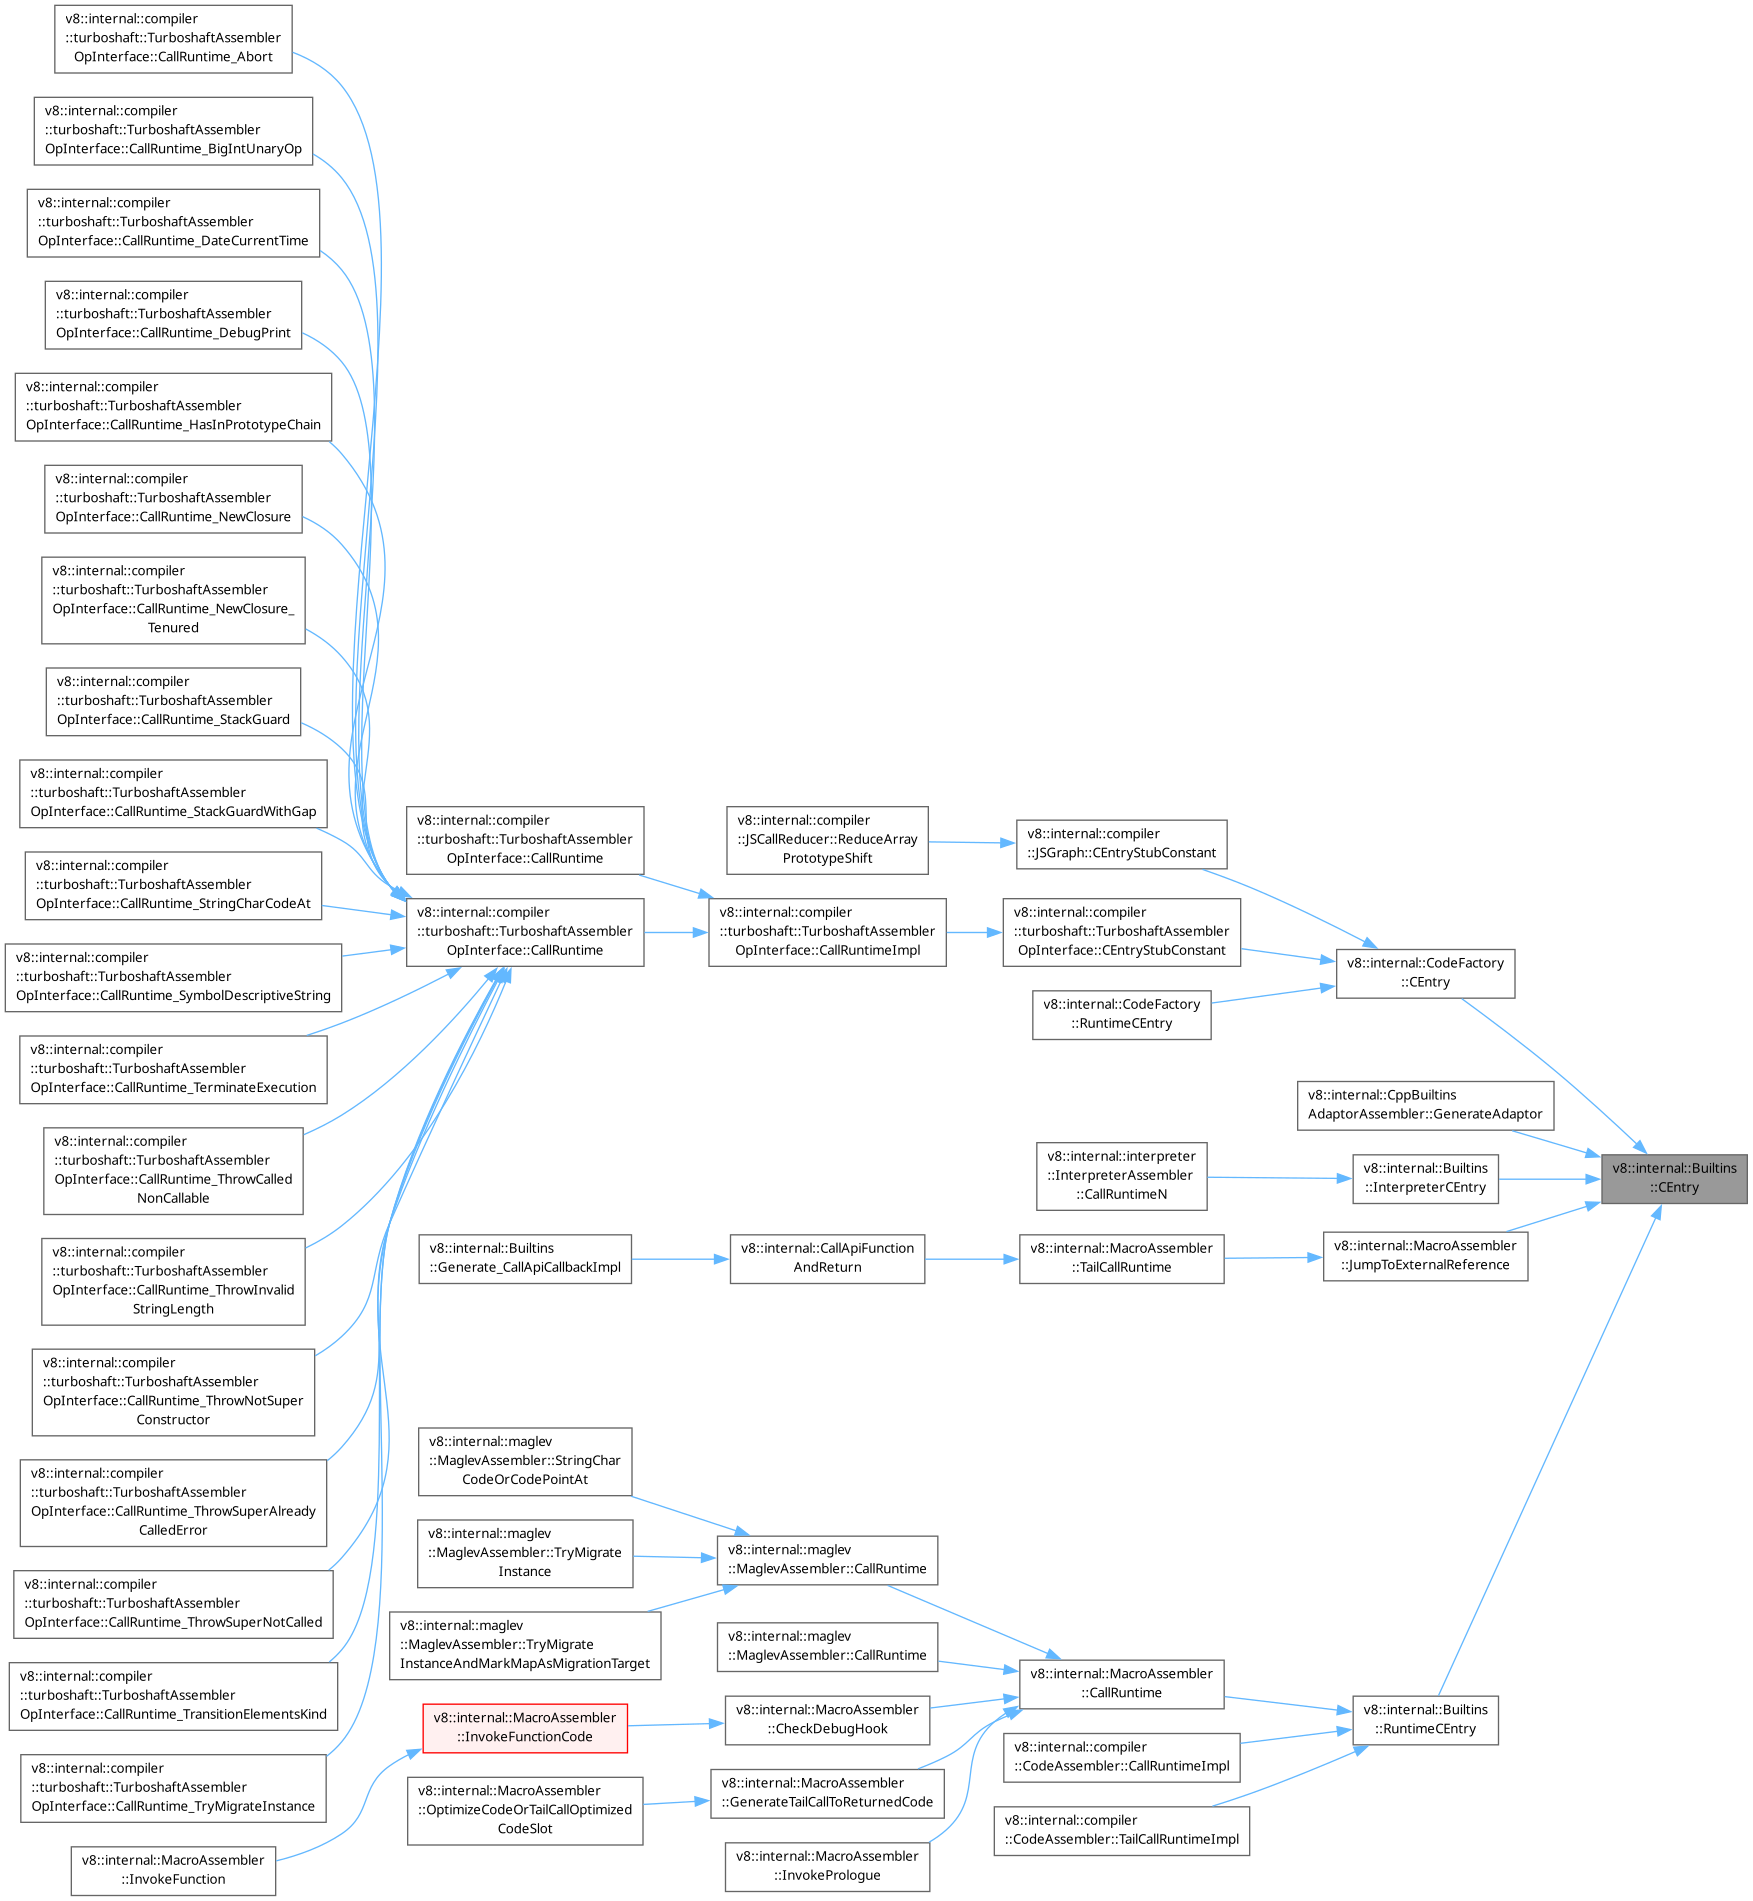 v8::internal::compiler
::turboshaft::TurboshaftAssembler
OpInterface::CallRuntime_Abort
v8::internal::compiler
::turboshaft::TurboshaftAssembler
OpInterface::CallRuntime_BigIntUnaryOp
v8::internal::compiler
::turboshaft::TurboshaftAssembler
OpInterface::CallRuntime_DateCurrentTime
v8::internal::compiler
::turboshaft::TurboshaftAssembler
OpInterface::CallRuntime_DebugPrint
v8::internal::compiler
::turboshaft::TurboshaftAssembler
OpInterface::CallRuntime_HasInPrototypeChain
v8::internal::compiler
::turboshaft::TurboshaftAssembler
OpInterface::CallRuntime_NewClosure
v8::internal::compiler
::turboshaft::TurboshaftAssembler
OpInterface::CallRuntime_NewClosure_
Tenured
v8::internal::compiler
::turboshaft::TurboshaftAssembler
OpInterface::CallRuntime_StackGuard
v8::internal::compiler
::turboshaft::TurboshaftAssembler
OpInterface::CallRuntime_StackGuardWithGap
v8::internal::compiler
::turboshaft::TurboshaftAssembler
OpInterface::CallRuntime_StringCharCodeAt
v8::internal::compiler
::turboshaft::TurboshaftAssembler
OpInterface::CallRuntime_SymbolDescriptiveString
v8::internal::compiler
::turboshaft::TurboshaftAssembler
OpInterface::CallRuntime_TerminateExecution
v8::internal::compiler
::turboshaft::TurboshaftAssembler
OpInterface::CallRuntime_ThrowCalled
NonCallable
v8::internal::compiler
::turboshaft::TurboshaftAssembler
OpInterface::CallRuntime_ThrowInvalid
StringLength
v8::internal::compiler
::turboshaft::TurboshaftAssembler
OpInterface::CallRuntime_ThrowNotSuper
Constructor
v8::internal::compiler
::turboshaft::TurboshaftAssembler
OpInterface::CallRuntime_ThrowSuperAlready
CalledError
v8::internal::compiler
::turboshaft::TurboshaftAssembler
OpInterface::CallRuntime_ThrowSuperNotCalled
v8::internal::compiler
::turboshaft::TurboshaftAssembler
OpInterface::CallRuntime_TransitionElementsKind
v8::internal::compiler
::turboshaft::TurboshaftAssembler
OpInterface::CallRuntime_TryMigrateInstance
v8::internal::MacroAssembler
::InvokeFunction
v8::internal::compiler
::turboshaft::TurboshaftAssembler
OpInterface::CallRuntime
v8::internal::compiler
::turboshaft::TurboshaftAssembler
OpInterface::CallRuntime
v8::internal::Builtins
::Generate_CallApiCallbackImpl
v8::internal::maglev
::MaglevAssembler::StringChar
CodeOrCodePointAt
v8::internal::maglev
::MaglevAssembler::TryMigrate
Instance
v8::internal::maglev
::MaglevAssembler::TryMigrate
InstanceAndMarkMapAsMigrationTarget
v8::internal::MacroAssembler
::InvokeFunctionCode
v8::internal::MacroAssembler
::OptimizeCodeOrTailCallOptimized
CodeSlot
v8::internal::compiler
::JSCallReducer::ReduceArray
PrototypeShift
v8::internal::compiler
::turboshaft::TurboshaftAssembler
OpInterface::CallRuntimeImpl
v8::internal::CallApiFunction
AndReturn
v8::internal::maglev
::MaglevAssembler::CallRuntime
v8::internal::maglev
::MaglevAssembler::CallRuntime
v8::internal::MacroAssembler
::CheckDebugHook
v8::internal::MacroAssembler
::GenerateTailCallToReturnedCode
v8::internal::MacroAssembler
::InvokePrologue
v8::internal::compiler
::JSGraph::CEntryStubConstant
v8::internal::compiler
::turboshaft::TurboshaftAssembler
OpInterface::CEntryStubConstant
v8::internal::CodeFactory
::RuntimeCEntry
v8::internal::interpreter
::InterpreterAssembler
::CallRuntimeN
v8::internal::MacroAssembler
::TailCallRuntime
v8::internal::MacroAssembler
::CallRuntime
v8::internal::compiler
::CodeAssembler::CallRuntimeImpl
v8::internal::compiler
::CodeAssembler::TailCallRuntimeImpl
v8::internal::CodeFactory
::CEntry
v8::internal::CppBuiltins
AdaptorAssembler::GenerateAdaptor
v8::internal::Builtins
::InterpreterCEntry
v8::internal::MacroAssembler
::JumpToExternalReference
v8::internal::Builtins
::RuntimeCEntry
v8::internal::Builtins
::CEntry